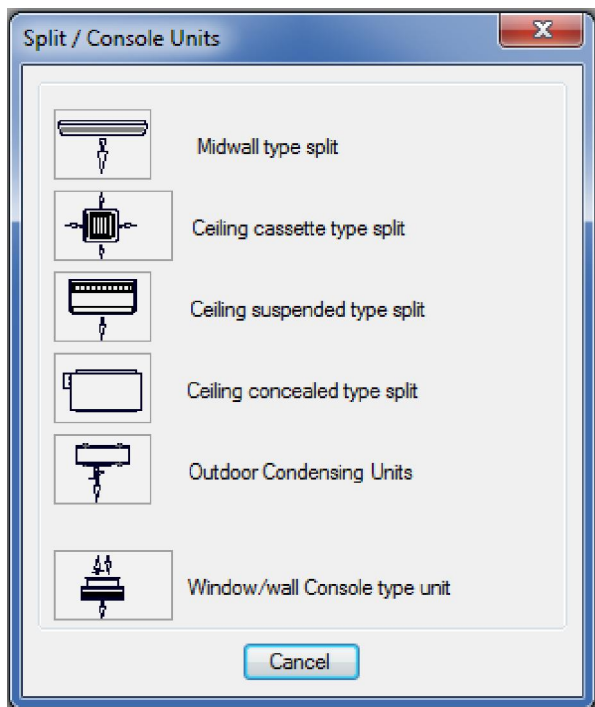 Split / Console Units
Midwall type split
Ceiling cassette type split
Ceiling suspended type split
Ceiling concealed type split
Outdoor Condensing Units
Window/wall Console type unit
Cancel